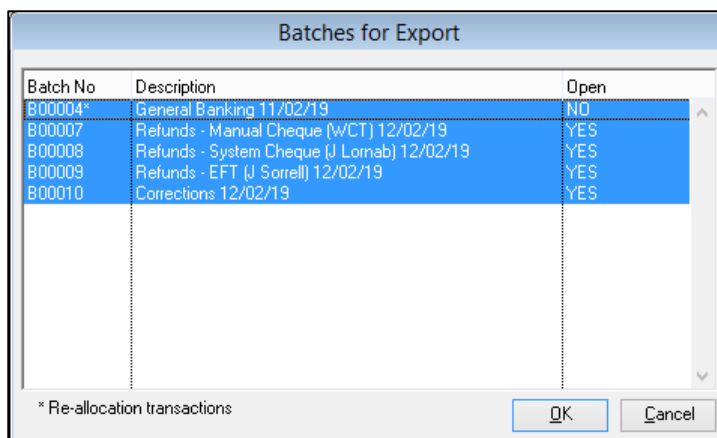 Batches for Export
Batch No Description Open
B00004* General Banking 11/02/19 NO
B00007 Refunds - Manual Cheque (WCT) 12/02/19 YES
B00008 Refunds - System Cheque (J Lornab) 12/02/19 YES
B00009 Refunds - EFT (J Sorrell) 12/02/19 YES
B00010 Corrections 12/02/19 YES
* Re-allocation transactions OK Cancel